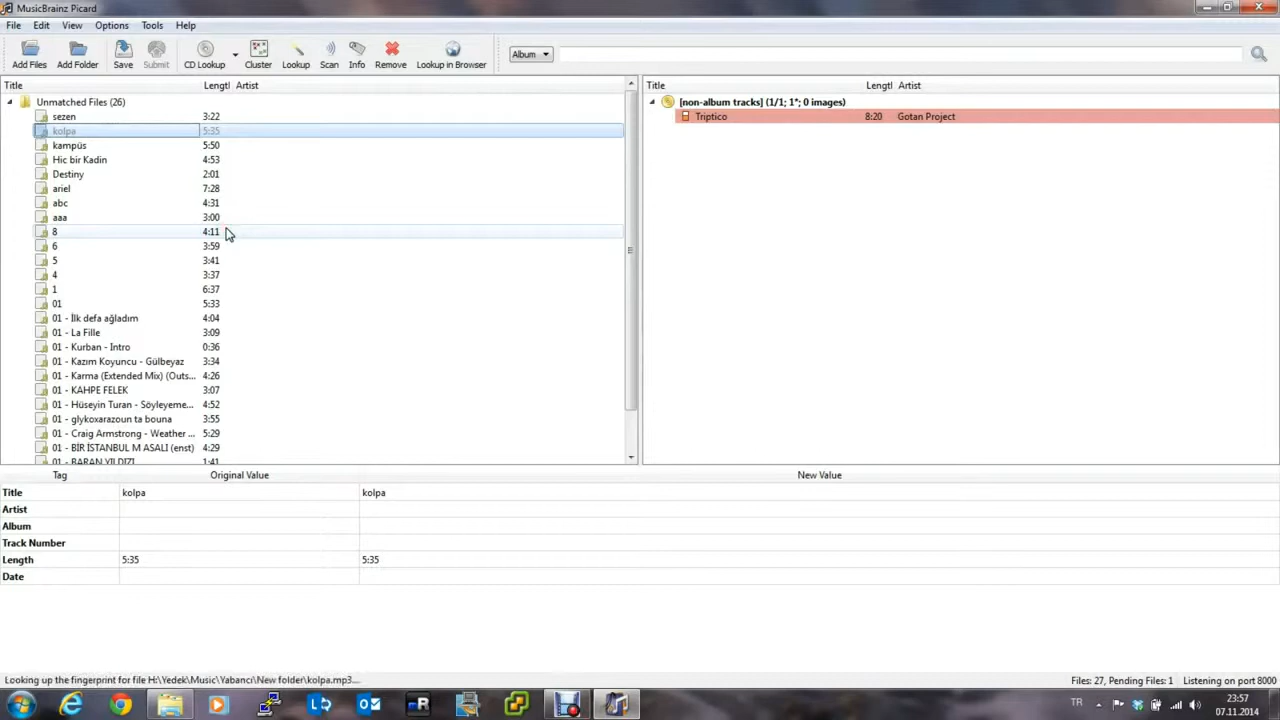 MusicBrainz Picard
File Edit View Options Tools Help
Add Files Add Folder Save Submit CD Lookup Cluster Lookup Scan Info Remove Lookup in Browser Album
Title Lengtl Artist Title Lengtl Artist
Unmatched Files (26) [non-album tracks] (1/1; 1*; 0 images)
sezen 3:22 Triptico 8:20 Gotan Project
kolpa 5:35
kampüs 5:50
Hic bir Kadin 4:53
Destiny 2:01
ariel 7:28
abc 4:31
aaa 3:00
8 4:11
6 3:59
5 3:41
4 3:37
1 6:37
01 5:33
01 - İlk defa ağladım 4:04
01 - La Fille 3:09
01 - Kurban - Intro 0:36
01 - Kazım Koyuncu - Gülbeyaz 3:34
01 - Karma (Extended Mix) (Outs... 4:26
01 - KAHPE FELEK 3:07
01 - Hüseyin Turan - Söyleyeme... 4:52
01 - glykoxarazoun ta bouna 3:55
01 - Craig Armstrong - Weather ... 5:29
01 - BİR İSTANBUL M ASALI (enst) 4:29
01 - BARAN YILDIZI 1:41
Tag Original Value New Value
Title kolpa kolpa
Artist
Album
Track Number
Length 5:35 5:35
Date
Looking up the fingerprint for file H:\Yedek\Music\Yabancı\New folder\kolpa.mp3... Files: 27, Pending Files: 1 Listening on port 8000
TR 23:57
07.11.2014